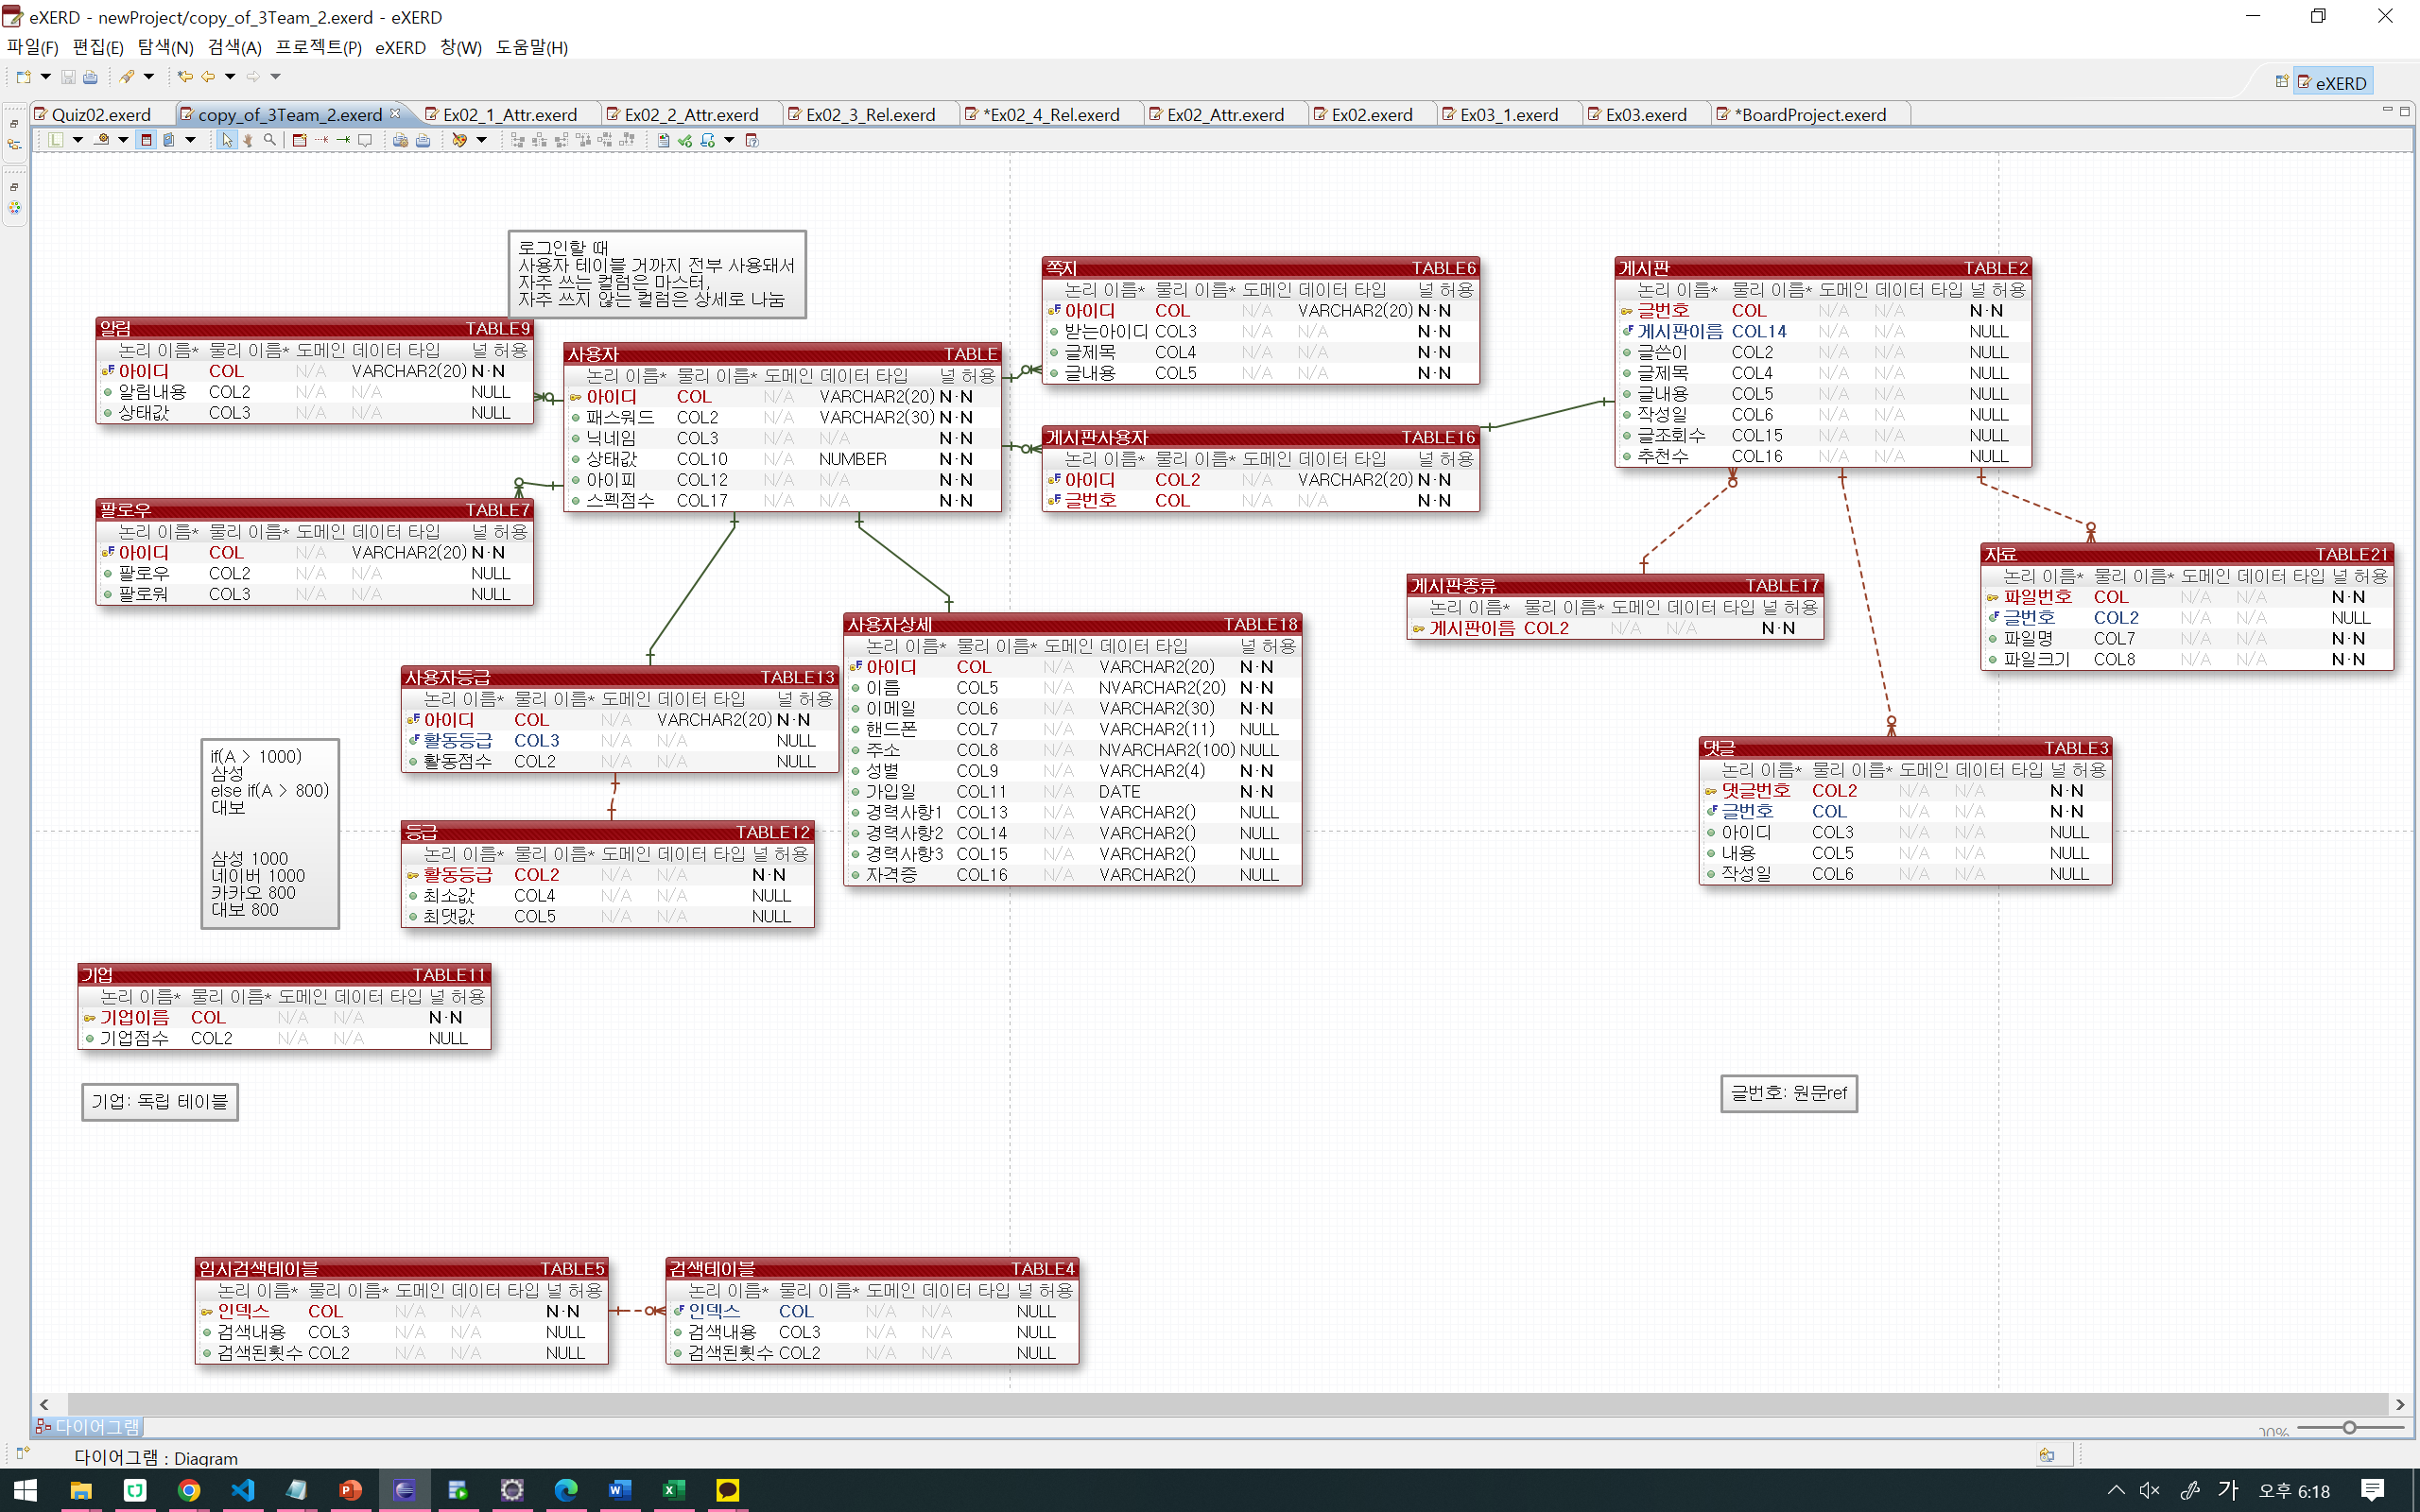 eXERD - newProject/copy_of_3Team_2.exerd - eXERD
파일(F) 편집(E) 탐색(N) 검색(A) 프로젝트(P) eXERD 창(W) 도움말(H)
eXERD
Quiz02.exerd copy_of_3Team_2.exerd Ex02_1_Attr.exerd Ex02_2_Attr.exerd Ex02_3_Rel.exerd *Ex02_4_Rel.exerd Ex02_Attr.exerd Ex02.exerd Ex03_1.exerd Ex03.exerd *BoardProject.exerd
로그인할 때
사용자 테이블 거까지 전부 사용돼서
자주 쓰는 컬럼은 마스터,
자주 쓰지 않는 컬럼은 상세로 나눔
알림 TABLE9
논리 이름* 물리 이름* 도메인 데이터 타입 널 허용
아이디 COL N/A VARCHAR2(20) N·N
알림내용 COL2 N/A N/A NULL
상태값 COL3 N/A N/A NULL
사용자 TABLE
논리 이름* 물리 이름* 도메인 데이터 타입 널 허용
아이디 COL N/A VARCHAR2(20) N·N
패스워드 COL2 N/A VARCHAR2(30) N·N
닉네임 COL3 N/A N/A N·N
상태값 COL10 N/A NUMBER N·N
아이피 COL12 N/A N/A N·N
스펙점수 COL17 N/A N/A N·N
쪽지 TABLE6
논리 이름* 물리 이름* 도메인 데이터 타입 널 허용
아이디 COL N/A VARCHAR2(20) N·N
받는아이디 COL3 N/A N/A N·N
글제목 COL4 N/A N/A N·N
글내용 COL5 N/A N/A N·N
게시판사용자 TABLE16
논리 이름* 물리 이름* 도메인 데이터 타입 널 허용
아이디 COL2 N/A VARCHAR2(20) N·N
글번호 COL N/A N/A N·N
게시판 TABLE2
논리 이름* 물리 이름* 도메인 데이터 타입 널 허용
글번호 COL N/A N/A N·N
게시판이름 COL14 N/A N/A NULL
글쓴이 COL2 N/A N/A NULL
글제목 COL4 N/A N/A NULL
글내용 COL5 N/A N/A NULL
작성일 COL6 N/A N/A NULL
글조회수 COL15 N/A N/A NULL
추천수 COL16 N/A N/A NULL
팔로우 TABLE7
논리 이름* 물리 이름* 도메인 데이터 타입 널 허용
아이디 COL N/A VARCHAR2(20) N·N
팔로우 COL2 N/A N/A NULL
팔로워 COL3 N/A N/A NULL
게시판종류 TABLE17
논리 이름* 물리 이름* 도메인 데이터 타입 널 허용
게시판이름 COL2 N/A N/A N·N
자료 TABLE21
논리 이름* 물리 이름* 도메인 데이터 타입 널 허용
파일번호 COL N/A N/A N·N
글번호 COL2 N/A N/A NULL
파일명 COL7 N/A N/A N·N
파일크기 COL8 N/A N/A N·N
사용자등급 TABLE13
논리 이름* 물리 이름* 도메인 데이터 타입 널 허용
아이디 COL N/A VARCHAR2(20) N·N
활동등급 COL3 N/A N/A NULL
활동점수 COL2 N/A N/A NULL
사용자상세 TABLE18
논리 이름* 물리 이름* 도메인 데이터 타입 널 허용
아이디 COL N/A VARCHAR2(20) N·N
이름 COL5 N/A NVARCHAR2(20) N·N
이메일 COL6 N/A VARCHAR2(30) N·N
핸드폰 COL7 N/A VARCHAR2(11) NULL
주소 COL8 N/A NVARCHAR2(100) NULL
성별 COL9 N/A VARCHAR2(4) N·N
가입일 COL11 N/A DATE N·N
경력사항1 COL13 N/A VARCHAR2() NULL
경력사항2 COL14 N/A VARCHAR2() NULL
경력사항3 COL15 N/A VARCHAR2() NULL
자격증 COL16 N/A VARCHAR2() NULL
if(A > 1000)
삼성
else if(A > 800)
대보
삼성 1000
네이버 1000
카카오 800
대보 800
등급 TABLE12
논리 이름* 물리 이름* 도메인 데이터 타입 널 허용
활동등급 COL2 N/A N/A N·N
최소값 COL4 N/A N/A NULL
최댓값 COL5 N/A N/A NULL
댓글 TABLE3
논리 이름* 물리 이름* 도메인 데이터 타입 널 허용
댓글번호 COL2 N/A N/A N·N
글번호 COL N/A N/A N·N
아이디 COL3 N/A N/A NULL
내용 COL5 N/A N/A NULL
작성일 COL6 N/A N/A NULL
기업 TABLE11
논리 이름* 물리 이름* 도메인 데이터 타입 널 허용
기업이름 COL N/A N/A N·N
기업점수 COL2 N/A N/A NULL
기업: 독립 테이블
글번호: 원문ref
임시검색테이블 TABLE5
논리 이름* 물리 이름* 도메인 데이터 타입 널 허용
인덱스 COL N/A N/A N·N
검색내용 COL3 N/A N/A NULL
검색된횟수 COL2 N/A N/A NULL
검색테이블 TABLE4
논리 이름* 물리 이름* 도메인 데이터 타입 널 허용
인덱스 COL N/A N/A NULL
검색내용 COL3 N/A N/A NULL
검색된횟수 COL2 N/A N/A NULL
다이어그램
다이어그램 : Diagram
가 오후 6:18